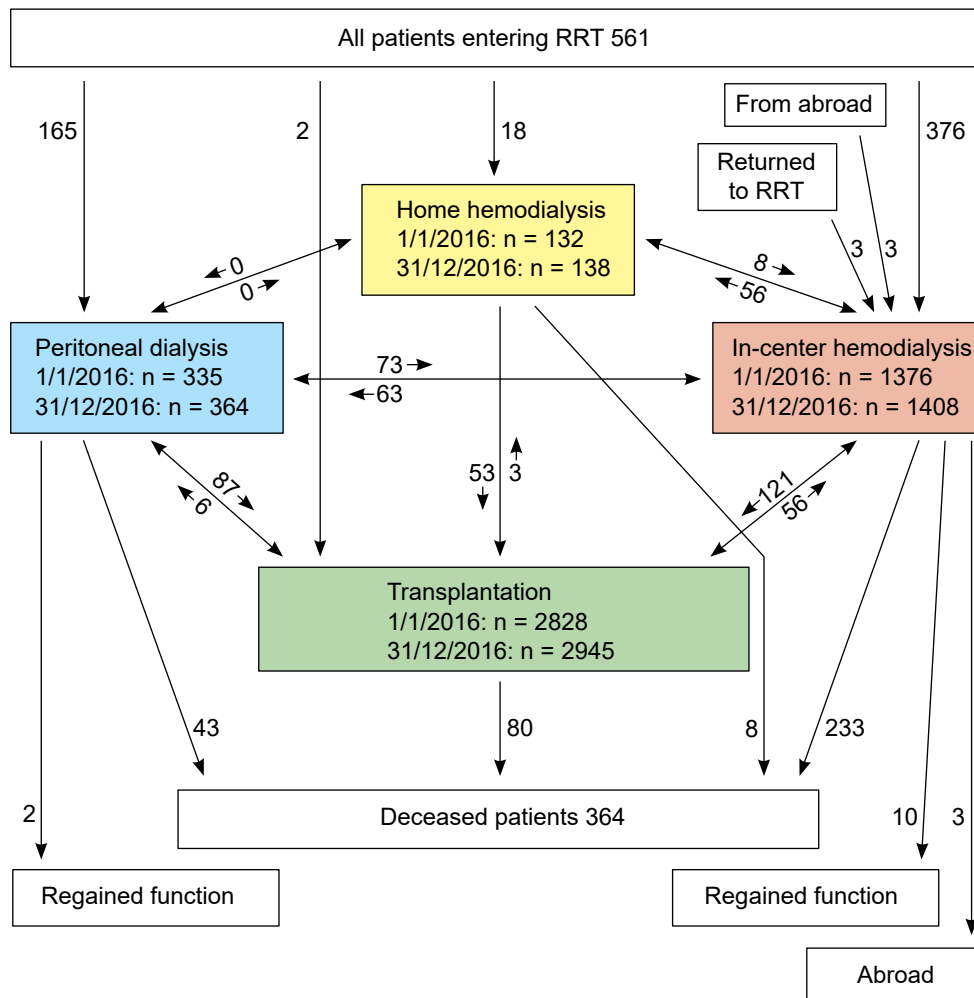 All patients entering RRT 561
165
2
18
From abroad
376
Returned
to RRT
3
3
Home hemodialysis
1/1/2016: n = 132
31/12/2016: n = 138
0
0
8
56
Peritoneal dialysis
1/1/2016: n = 335
31/12/2016: n = 364
73
63
In-center hemodialysis
1/1/2016: n = 1376
31/12/2016: n = 1408
87
6
53
3
121
56
Transplantation
1/1/2016: n = 2828
31/12/2016: n = 2945
43
80
8
233
2
Deceased patients 364
10
3
Regained function
Regained function
Abroad